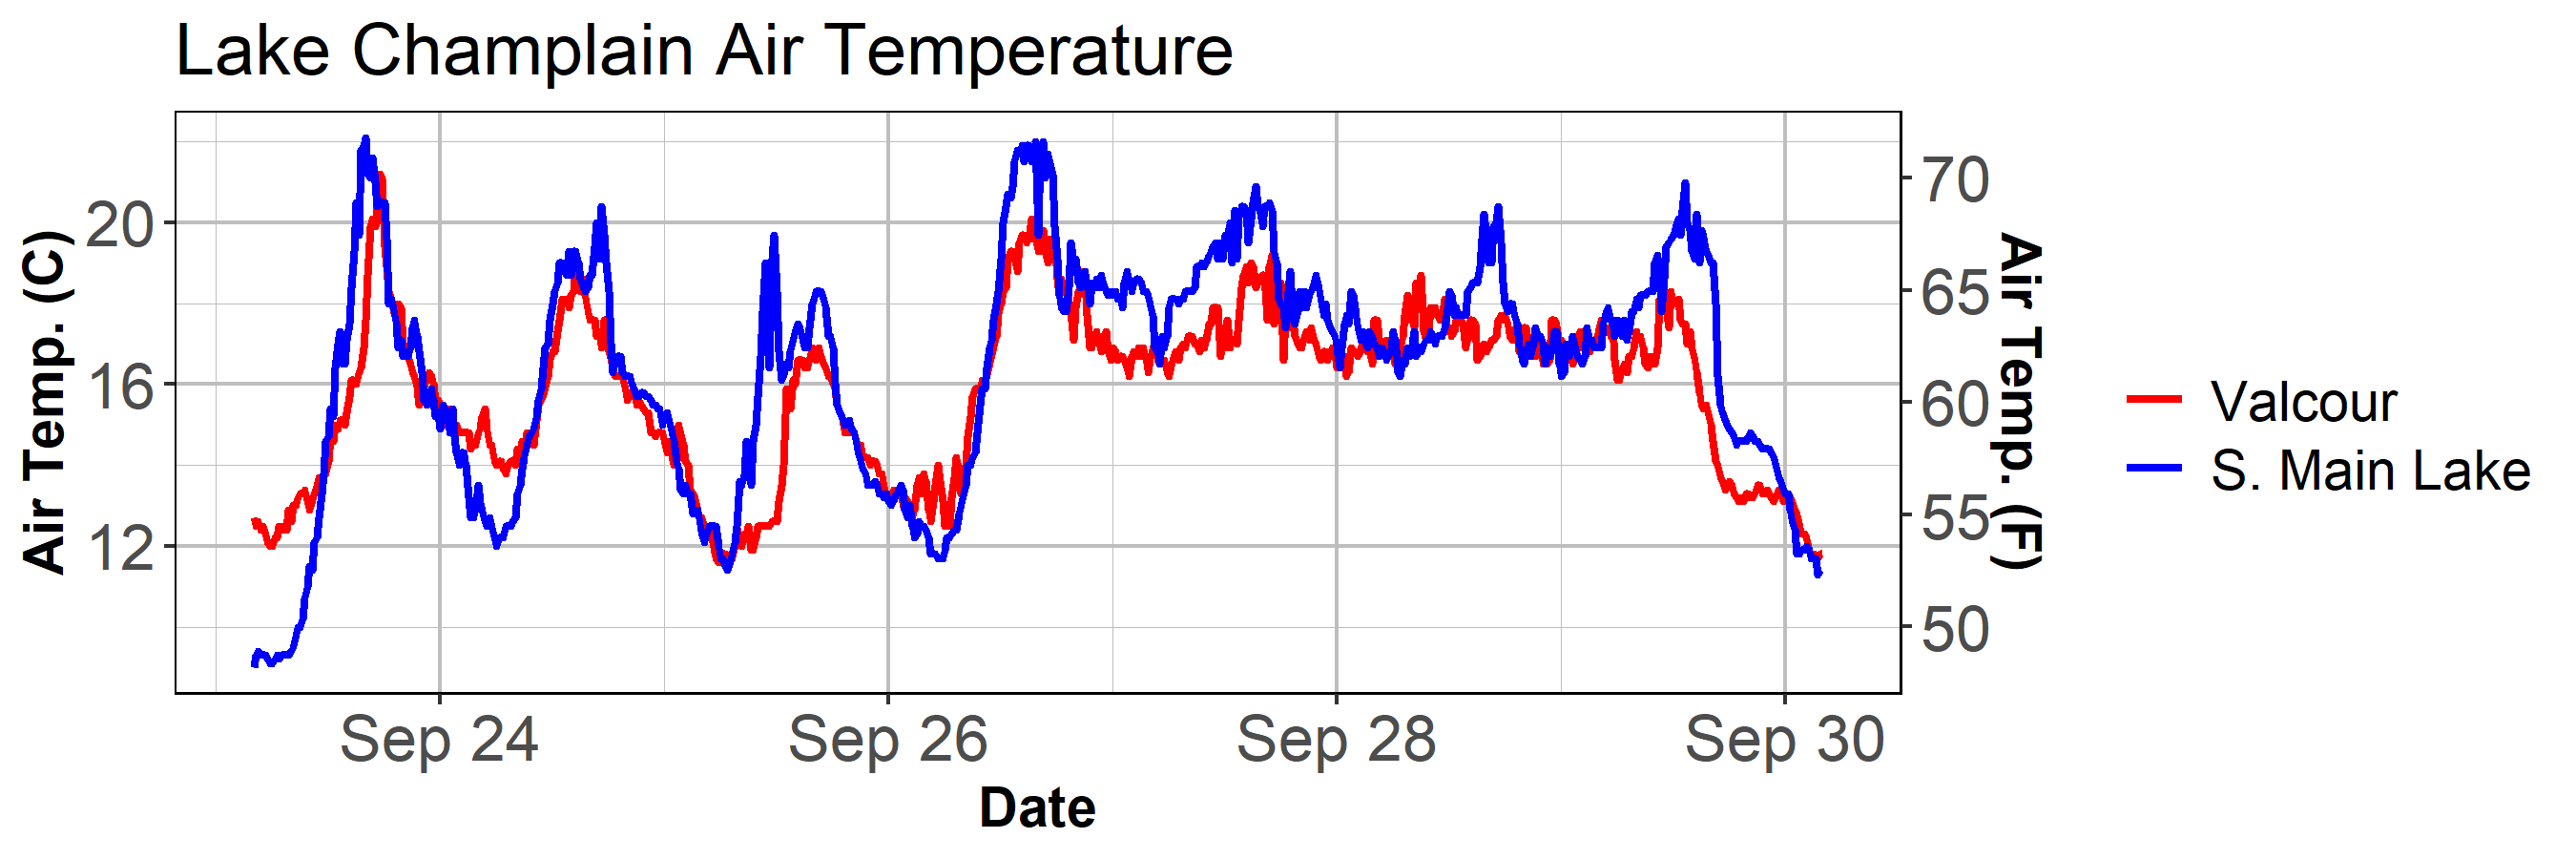 Lake Champlain Air Temperature
Air Temp. (C)
20
16
12
70
65
60
55
50
Air Temp. (F)
Sep 24
Sep 26
Sep 28
Sep 30
Date
Valcour
S. Main Lake